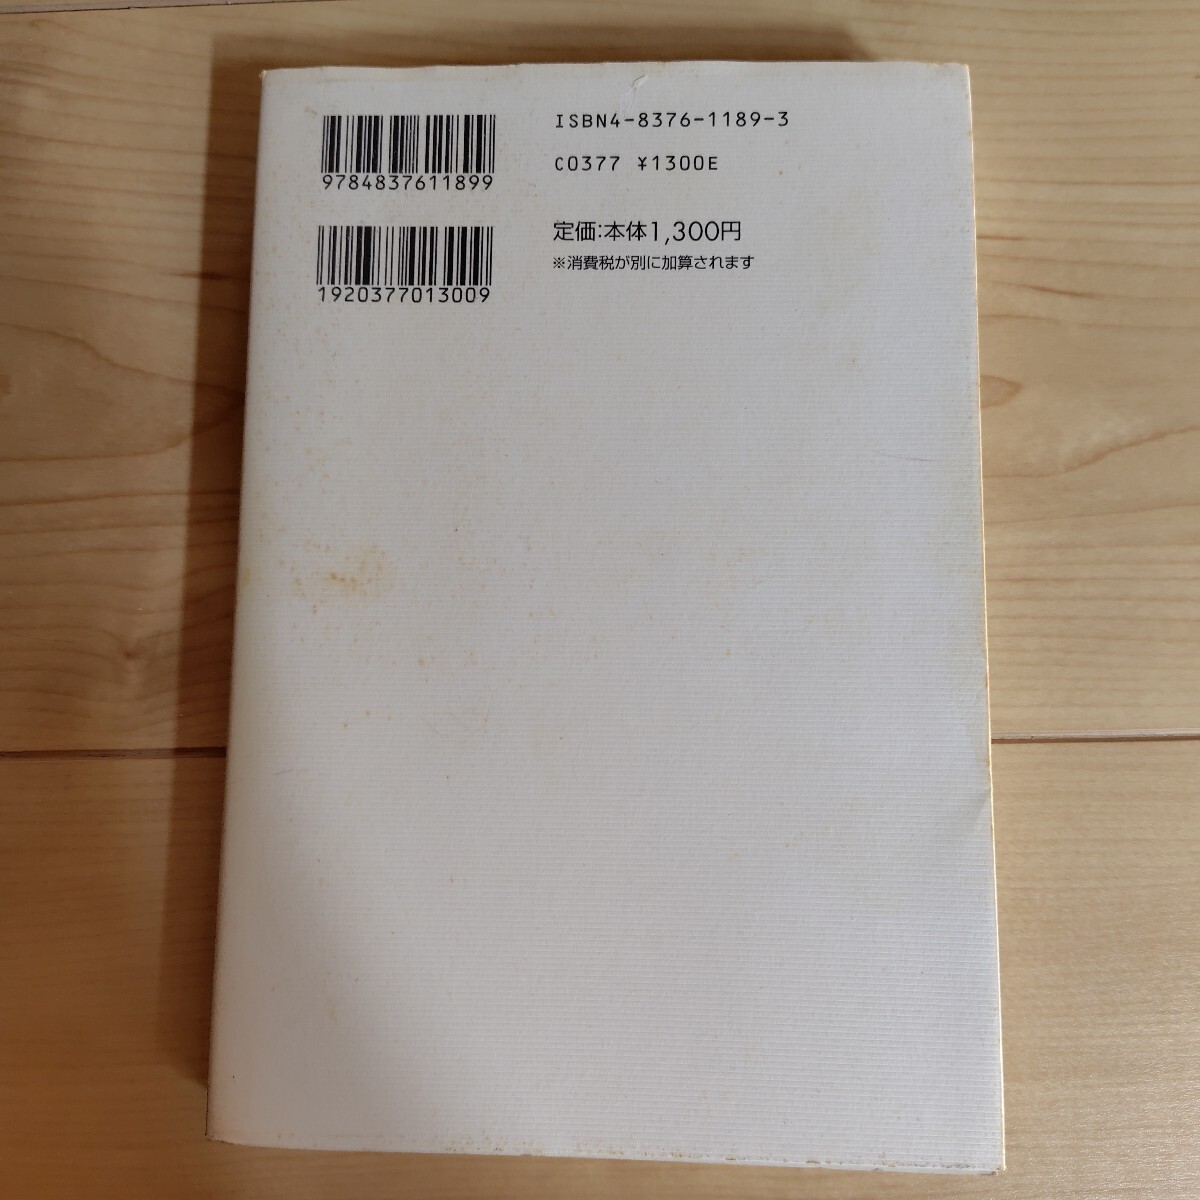 9784837611899
ISBN4-8376-1189-3
C0377 ¥1300E
1920377013009
定価:本体1,300円
※消費税が別に加算されます